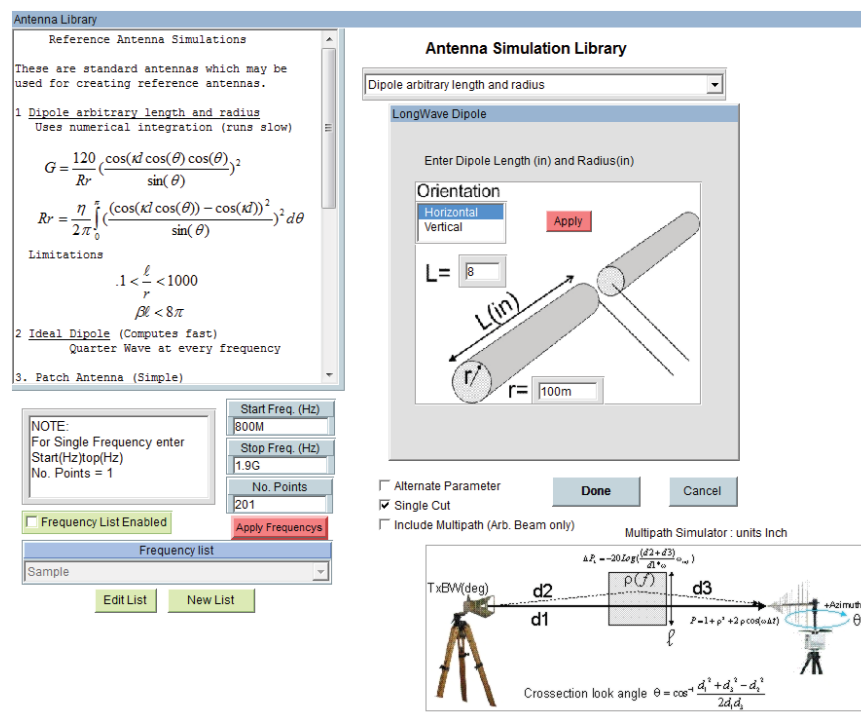 Antenna Library
Reference Antenna Simulations
These are standard antennas which may be
used for creating reference antennas.
1 Dipole arbitrary length and radius
Uses numerical integration (runs slow)
G = 120/Rr (cos(κd cos(θ) cos(θ)/sin(θ))²
Rr = η/2π ∫₀^π ((cos(κd cos(θ)) − cos(κd))²/sin(θ))² dθ
Limitations
.1 < ℓ/r < 1000
βℓ < 8π
2 Ideal Dipole (Computes fast)
Quarter Wave at every frequency
3. Patch Antenna (Simple)
NOTE:
For Single Frequency enter
Start(Hz)top(Hz)
No. Points = 1
Start Freq. (Hz)
800M
Stop Freq. (Hz)
1.9G
No. Points
201
Frequency List Enabled
Apply Frequencys
Frequency list
Sample
Edit List
New List
Antenna Simulation Library
Dipole arbitrary length and radius
LongWave Dipole
Enter Dipole Length (in) and Radius(in)
Orientation
Horizontal
Vertical
Apply
L= 8
L(in)
r
r= 100m
Alternate Parameter
Single Cut
Include Multipath (Arb. Beam only)
Done
Cancel
Multipath Simulator : units Inch
TxBW(deg)
d2
d1
ρ(f)
d3
ℓ
+Azimuth
θ
P=1+ρ²+2ρcos(ωΔt)
Crossection look angle θ = cos⁻¹ (d₁² + d₃² − d₂²)/(2d₁d₃)